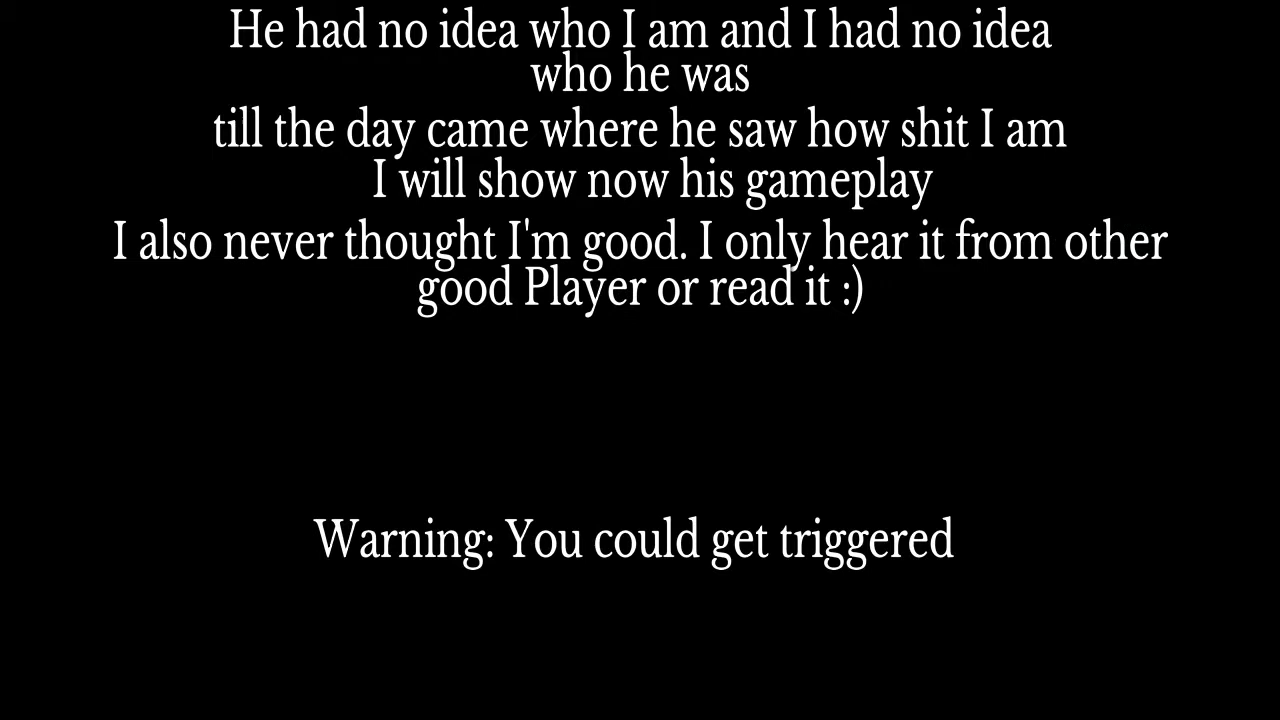 He had no idea who I am and I had no idea
who he was
till the day came where he saw how shit I am
I will show now his gameplay
I also never thought I'm good. I only hear it from other
good Player or read it :)
Warning: You could get triggered